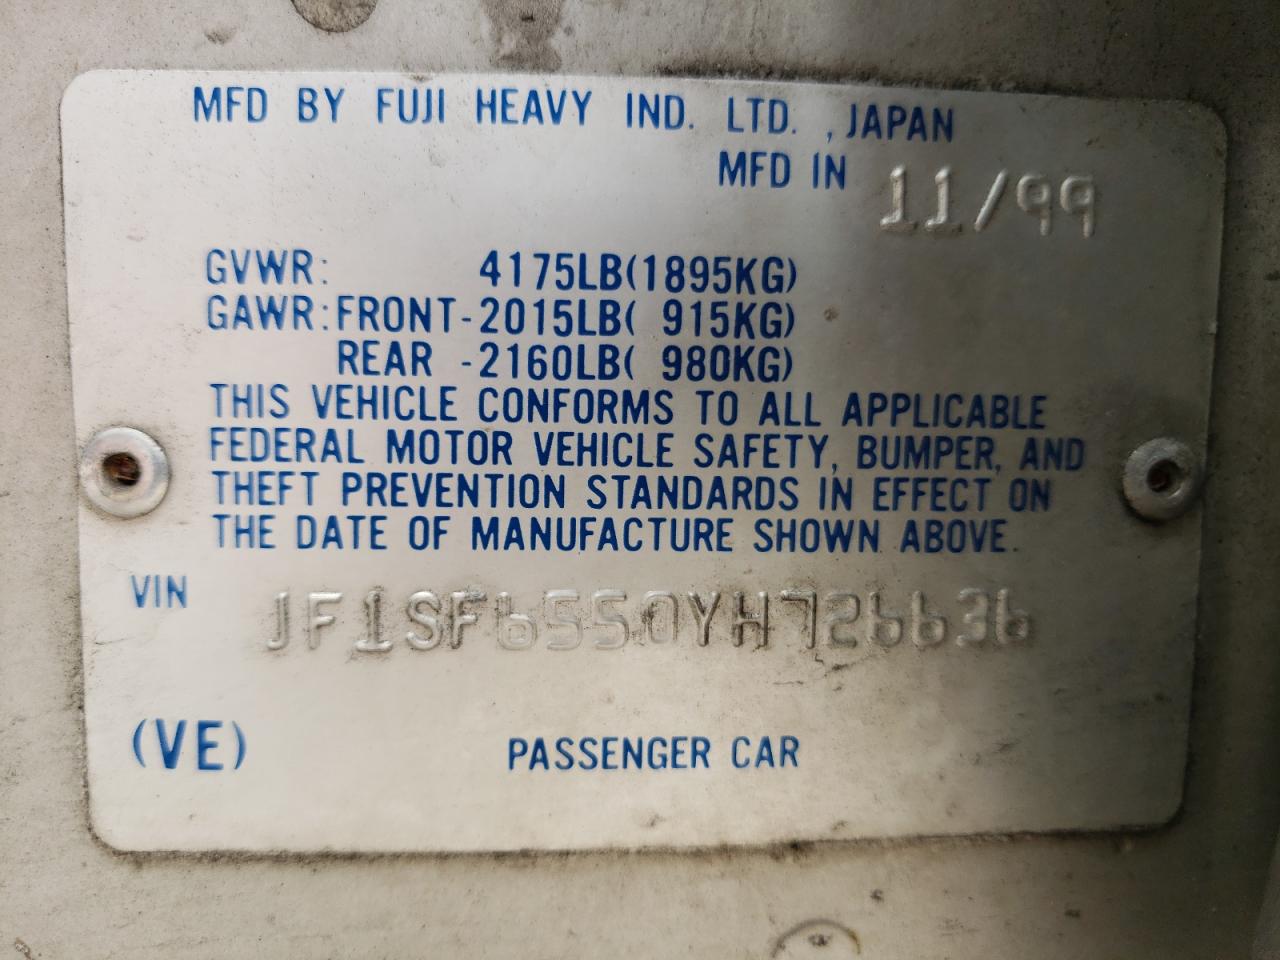 MFD BY FUJI HEAVY IND. LTD. , JAPAN
MFD IN 11/99
GVWR: 4175LB(1895KG)
GAWR:FRONT-2015LB( 915KG)
REAR -2160LB( 980KG)
THIS VEHICLE CONFORMS TO ALL APPLICABLE
FEDERAL MOTOR VEHICLE SAFETY, BUMPER, AND
THEFT PREVENTION STANDARDS IN EFFECT ON
THE DATE OF MANUFACTURE SHOWN ABOVE.
VIN JF1SF6550YH726636
(VE) PASSENGER CAR